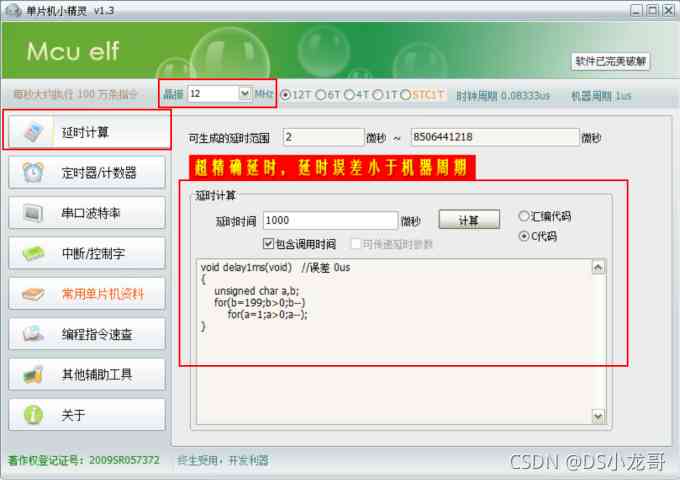 单片机小精灵 v1.3
Mcu elf
软件已完美破解
每秒大约执行 100 万条指令 晶振 12 MHz 12T 6T 4T 1T STC1T 时钟周期 0.08333us 机器周期 1us
延时计算
定时器/计数器
串口波特率
中断/控制字
常用单片机资料
编程指令速查
其他辅助工具
关于
可生成的延时范围 2 微秒 ~ 8506441218 微秒
超精确延时，延时误差小于机器周期
延时计算
延时时间 1000 微秒 计算 汇编代码
包含调用时间 可传递延时参数 C代码
void delay1ms(void) //误差 0us
{
unsigned char a,b;
for(b=199;b>0;b--)
for(a=1;a>0;a--);
}
著作权登记证号：2009SR057372 终生受用，开发利器
CSDN @DS小龙哥